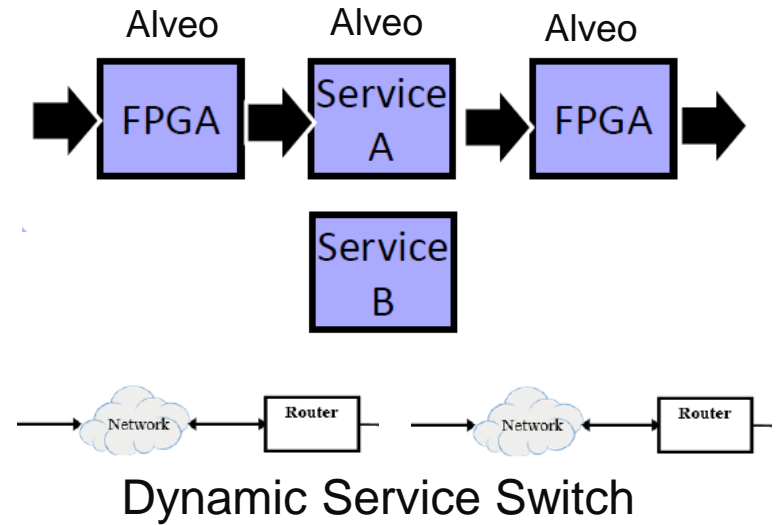 Alveo Alveo Alveo
FPGA
Service
A
FPGA
Service
B
Network
Router
Network
Router
Dynamic Service Switch